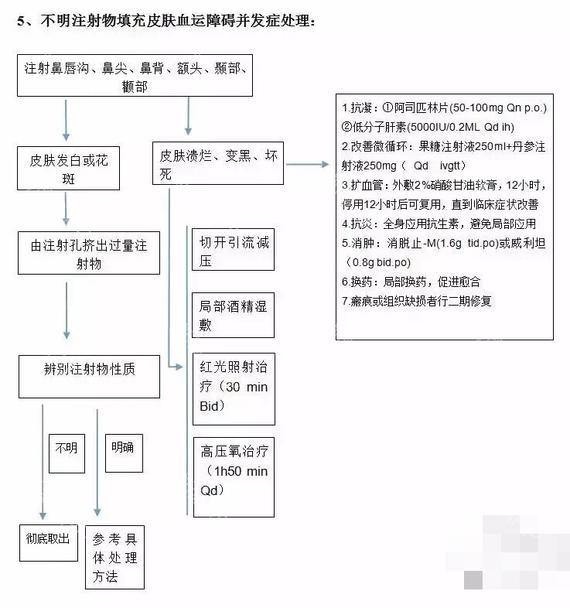 5、不明注射物填充皮肤血运障碍并发症处理：
注射鼻唇沟、鼻尖、鼻背、额头、颞部、
颧部
皮肤发白或花
斑
皮肤溃烂、变黑、坏
死
由注射孔挤出过量注
射物
辨别注射物性质
不明
明确
彻底取出
参考具
体处理
方法
切开引流减
压
局部酒精湿
敷
红光照射治
疗（30 min
Bid）
高压氧治疗
（1h50 min
Qd）
1.抗凝：①阿司匹林片(50-100mg Qn p.o.)
②低分子肝素(5000IU/0.2ML Qd ih)
2.改善微循环：果糖注射液250ml+丹参
注射液250mg（ Qd ivgtt）
3.扩血管：外敷2%硝酸甘油软膏，12小时，
停用12小时后可复用，直到临床症状改善
4.抗炎：全身应用抗生素，避免局部应用
5.消肿：消脱止-M(1.6g tid.po)或威利坦
（0.8g bid.po)
6.换药：局部换药，促进愈合
7.瘢痕或组织缺损者行二期修复